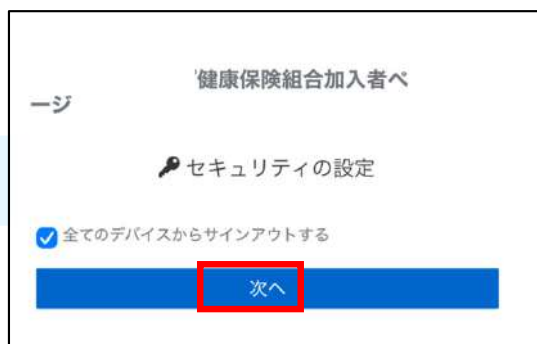 健康保険組合加入者ペ
ージ
セキュリティの設定
全てのデバイスからサインアウトする
次へ